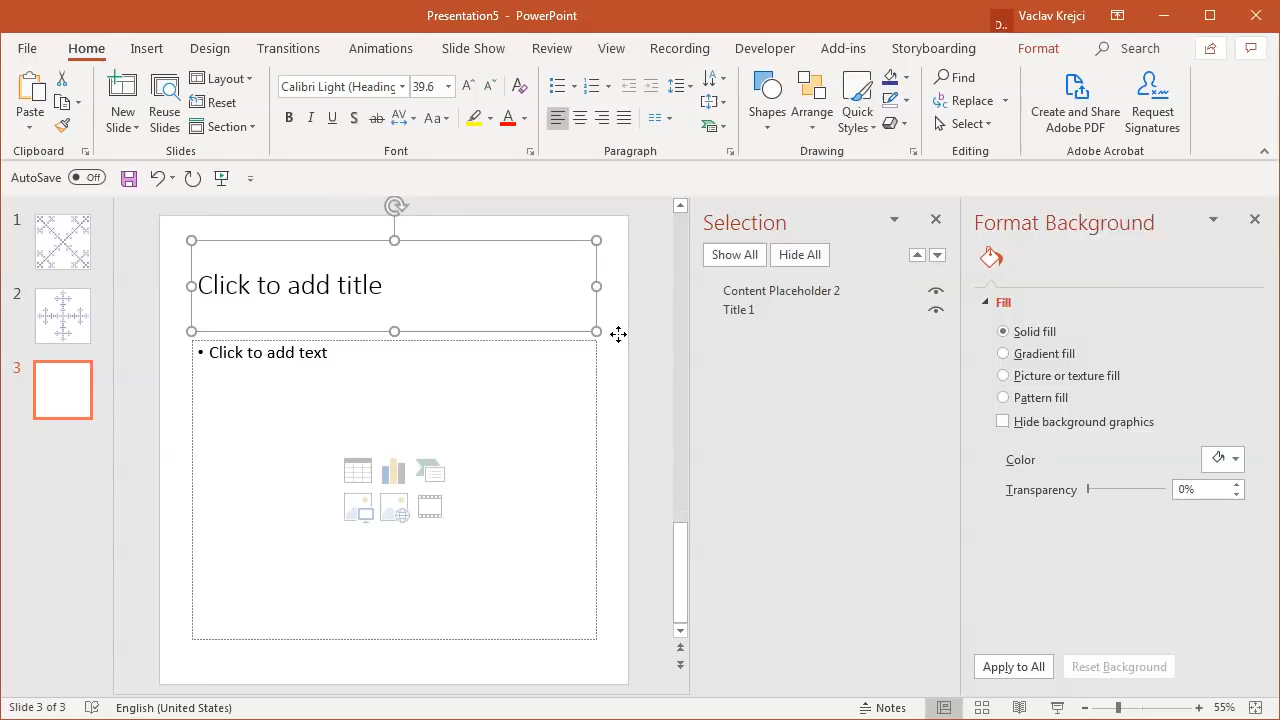 Presentation5 - PowerPoint
D..
Vaclav Krejci
File
Home
Insert
Design
Transitions
Animations
Slide Show
Review
View
Recording
Developer
Add-ins
Storyboarding
Format
Search
Paste
Clipboard
New
Slide
Reuse
Slides
Layout
Reset
Section
Slides
Calibri Light (Heading
39.6
B I U S ab AV Aa A
Font
Paragraph
Shapes
Arrange
Quick
Styles
Drawing
Find
Replace
Select
Editing
Create and Share
Adobe PDF
Request
Signatures
Adobe Acrobat
AutoSave Off
1
2
3
Click to add title
• Click to add text
Selection
Show All
Hide All
Content Placeholder 2
Title 1
Format Background
Fill
Solid fill
Gradient fill
Picture or texture fill
Pattern fill
Hide background graphics
Color
Transparency
0%
Apply to All
Reset Background
Slide 3 of 3
English (United States)
Notes
55%